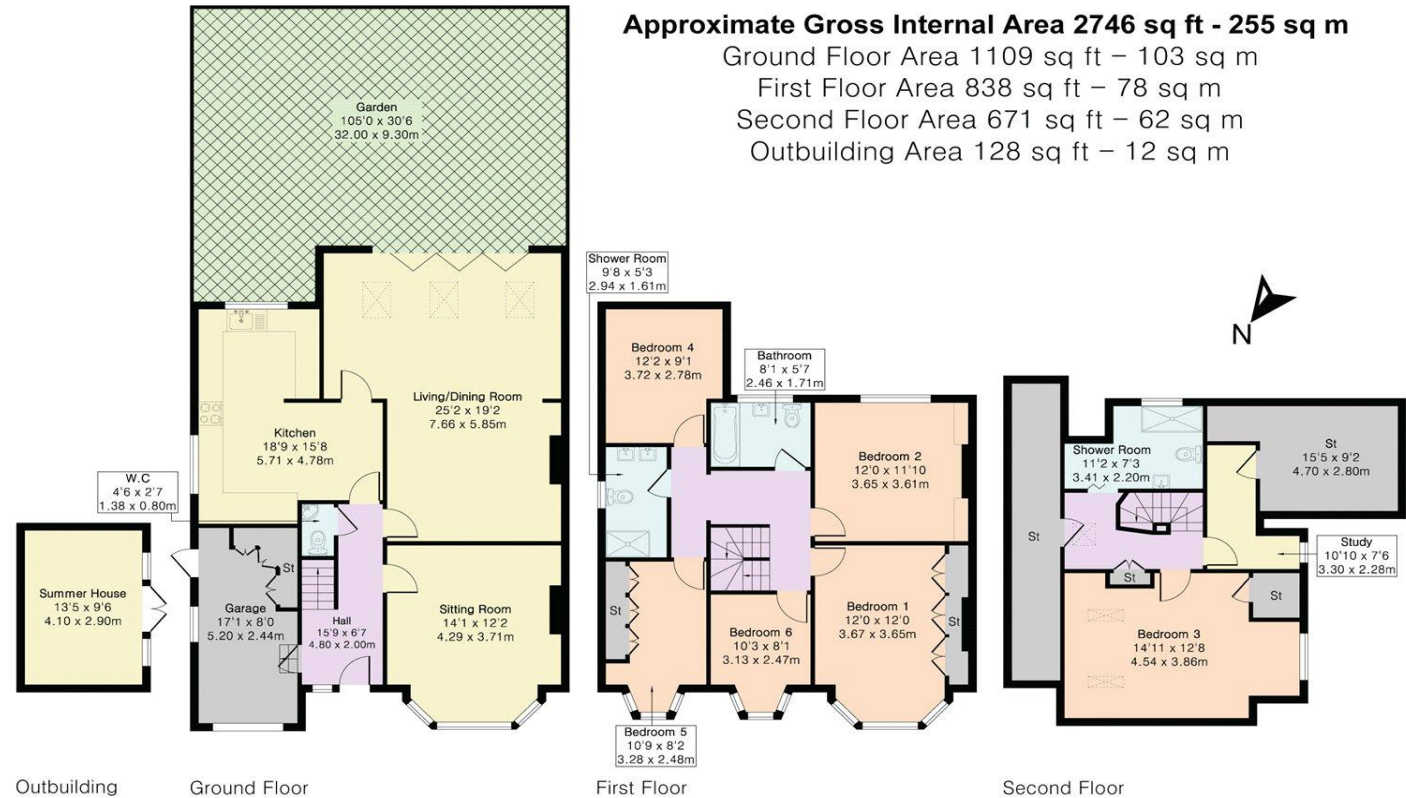 Approximate Gross Internal Area 2746 sq ft - 255 sq m
Ground Floor Area 1109 sq ft – 103 sq m
First Floor Area 838 sq ft – 78 sq m
Second Floor Area 671 sq ft – 62 sq m
Outbuilding Area 128 sq ft – 12 sq m
Garden
105'0 x 30'6
32.00 x 9.30m
Living/Dining Room
25'2 x 19'2
7.66 x 5.85m
Kitchen
18'9 x 15'8
5.71 x 4.78m
W.C
4'6 x 2'7
1.38 x 0.80m
Summer House
13'5 x 9'6
4.10 x 2.90m
St
Garage
17'1 x 8'0
5.20 x 2.44m
Hall
15'9 x 6'7
4.80 x 2.00m
Sitting Room
14'1 x 12'2
4.29 x 3.71m
Shower Room
9'8 x 5'3
2.94 x 1.61m
Bedroom 4
12'2 x 9'1
3.72 x 2.78m
Bathroom
8'1 x 5'7
2.46 x 1.71m
Bedroom 2
12'0 x 11'10
3.65 x 3.61m
St
Bedroom 6
10'3 x 8'1
3.13 x 2.47m
Bedroom 1
12'0 x 12'0
3.67 x 3.65m
St
Bedroom 5
10'9 x 8'2
3.28 x 2.48m
N
Shower Room
11'2 x 7'3
3.41 x 2.20m
St
15'5 x 9'2
4.70 x 2.80m
St
Study
10'10 x 7'6
3.30 x 2.28m
St
St
Bedroom 3
14'11 x 12'8
4.54 x 3.86m
Outbuilding
Ground Floor
First Floor
Second Floor